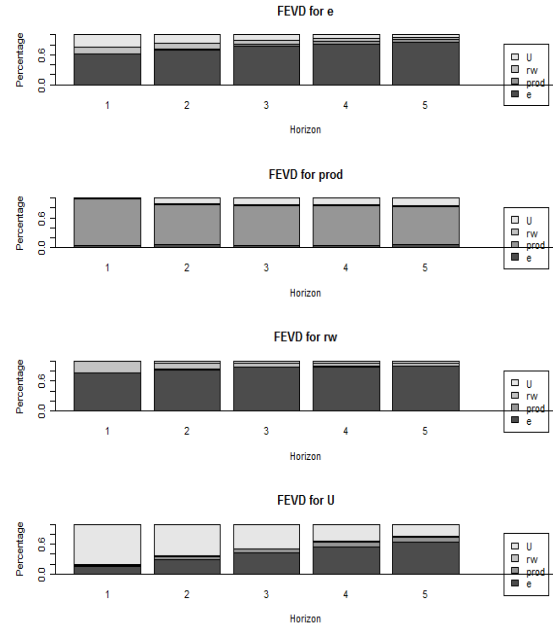 FEVD for e
Percentage
0.0 0.6
1 2 3 4 5
Horizon
U
rw
prod
e
FEVD for prod
Percentage
0.0 0.6
1 2 3 4 5
Horizon
U
rw
prod
e
FEVD for rw
Percentage
0.0 0.6
1 2 3 4 5
Horizon
U
rw
prod
e
FEVD for U
Percentage
0.0 0.6
1 2 3 4 5
Horizon
U
rw
prod
e